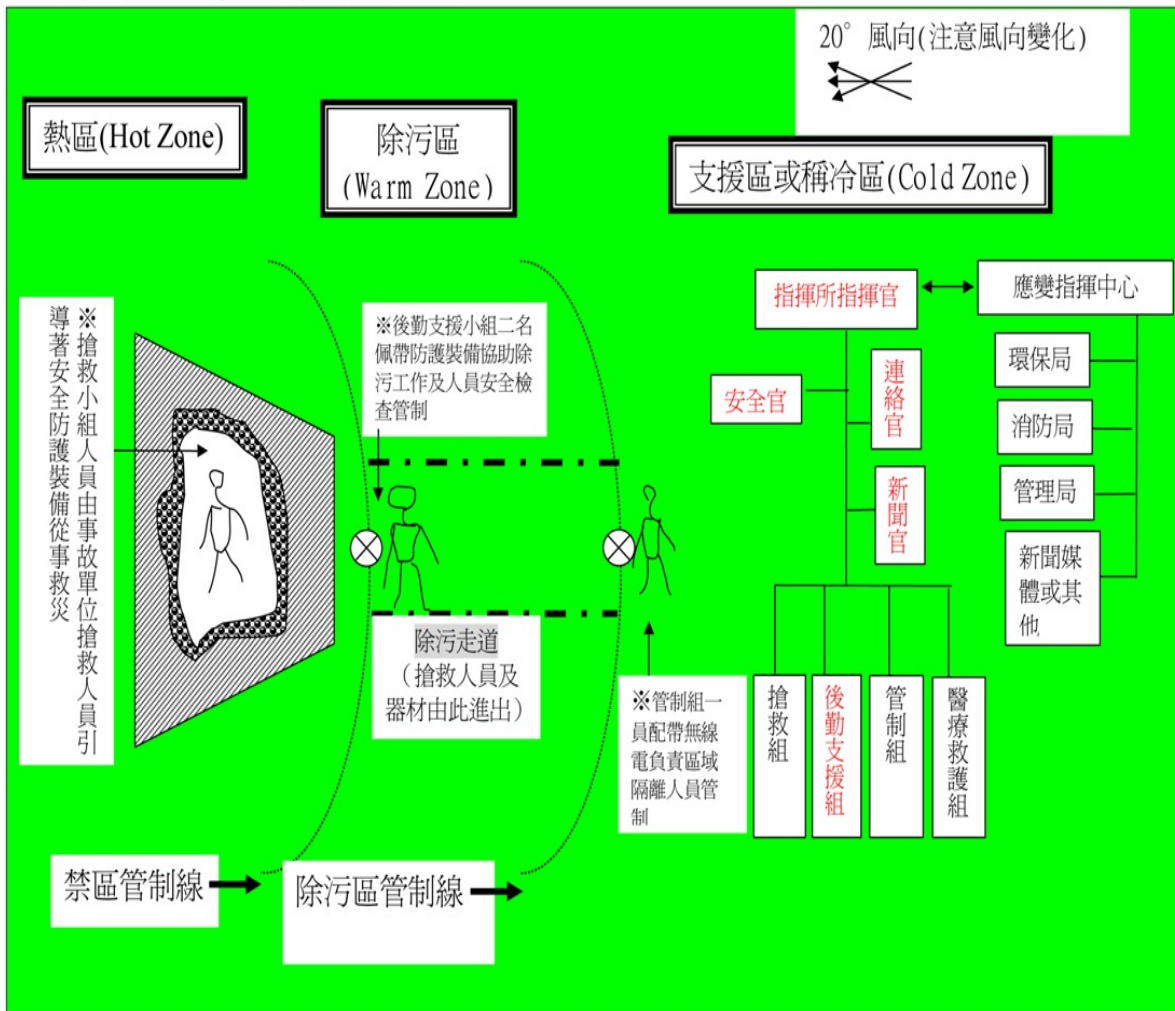 20° 風向(注意風向變化)
熱區(Hot Zone)
除污區
(Warm Zone)
支援區或稱冷區(Cold Zone)
※搶救小組人員由事故單位搶救人員引
導著安全防護裝備從事救災
※後勤支援小組二名
佩帶防護裝備協助除
污工作及人員安全檢
查管制
除污走道
(搶救人員及
器材由此進出)
※管制組一
員配帶無線
電負責區域
隔離人員管
制
指揮所指揮官
應變指揮中心
安全官
連絡官
新聞官
環保局
消防局
管理局
新聞媒
體或其
他
搶救組
後勤支援組
管制組
醫療救護組
禁區管制線
除污區管制線